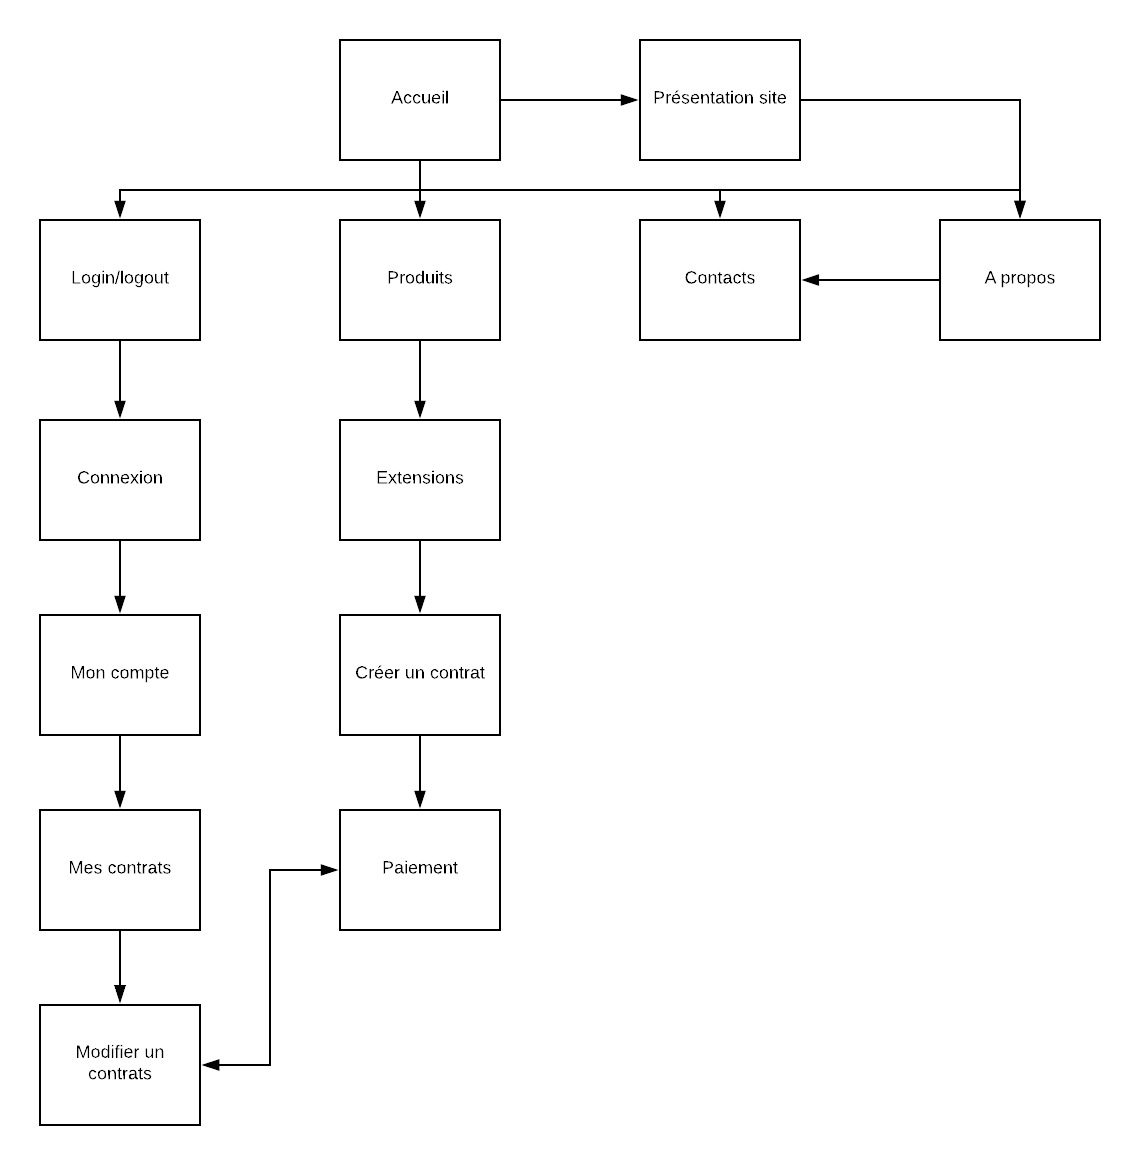 Accueil
Présentation site
Login/logout
Produits
Contacts
A propos
Connexion
Extensions
Mon compte
Créer un contrat
Mes contrats
Paiement
Modifier un
contrats